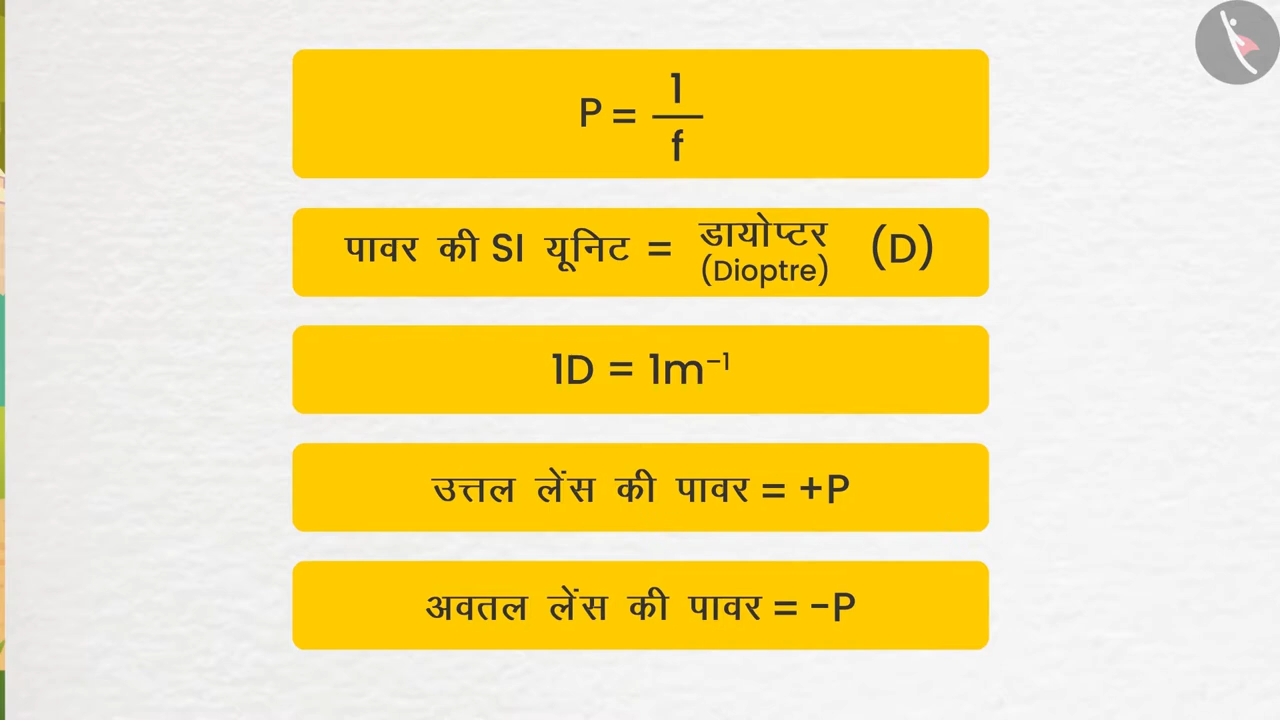 P = 1/f
पावर की SI यूनिट = डायोप्टर (D)
(Dioptre)
1D = 1m⁻¹
उत्तल लेंस की पावर = +P
अवतल लेंस की पावर = −P